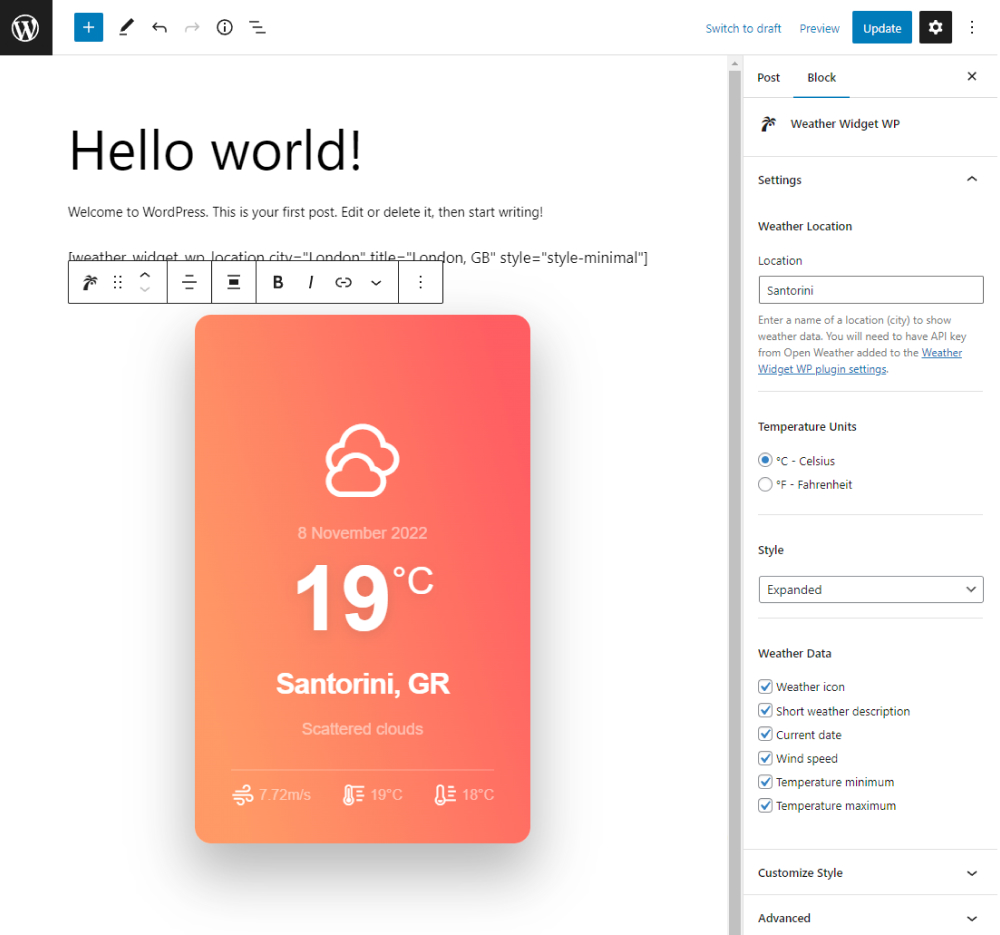 Switch to draft Preview Update
Post Block
Weather Widget WP
Hello world!
Welcome to WordPress. This is your first post. Edit or delete it, then start writing!
[weather_widget_wp_location city="London" title="London, GB" style="style-minimal"]
B I
8 November 2022
19°C
Santorini, GR
Scattered clouds
7.72m/s 19°C 18°C
Settings
Weather Location
Location
Santorini
Enter a name of a location (city) to show
weather data. You will need to have API key
from Open Weather added to the Weather
Widget WP plugin settings.
Temperature Units
°C - Celsius
°F - Fahrenheit
Style
Expanded
Weather Data
Weather icon
Short weather description
Current date
Wind speed
Temperature minimum
Temperature maximum
Customize Style
Advanced